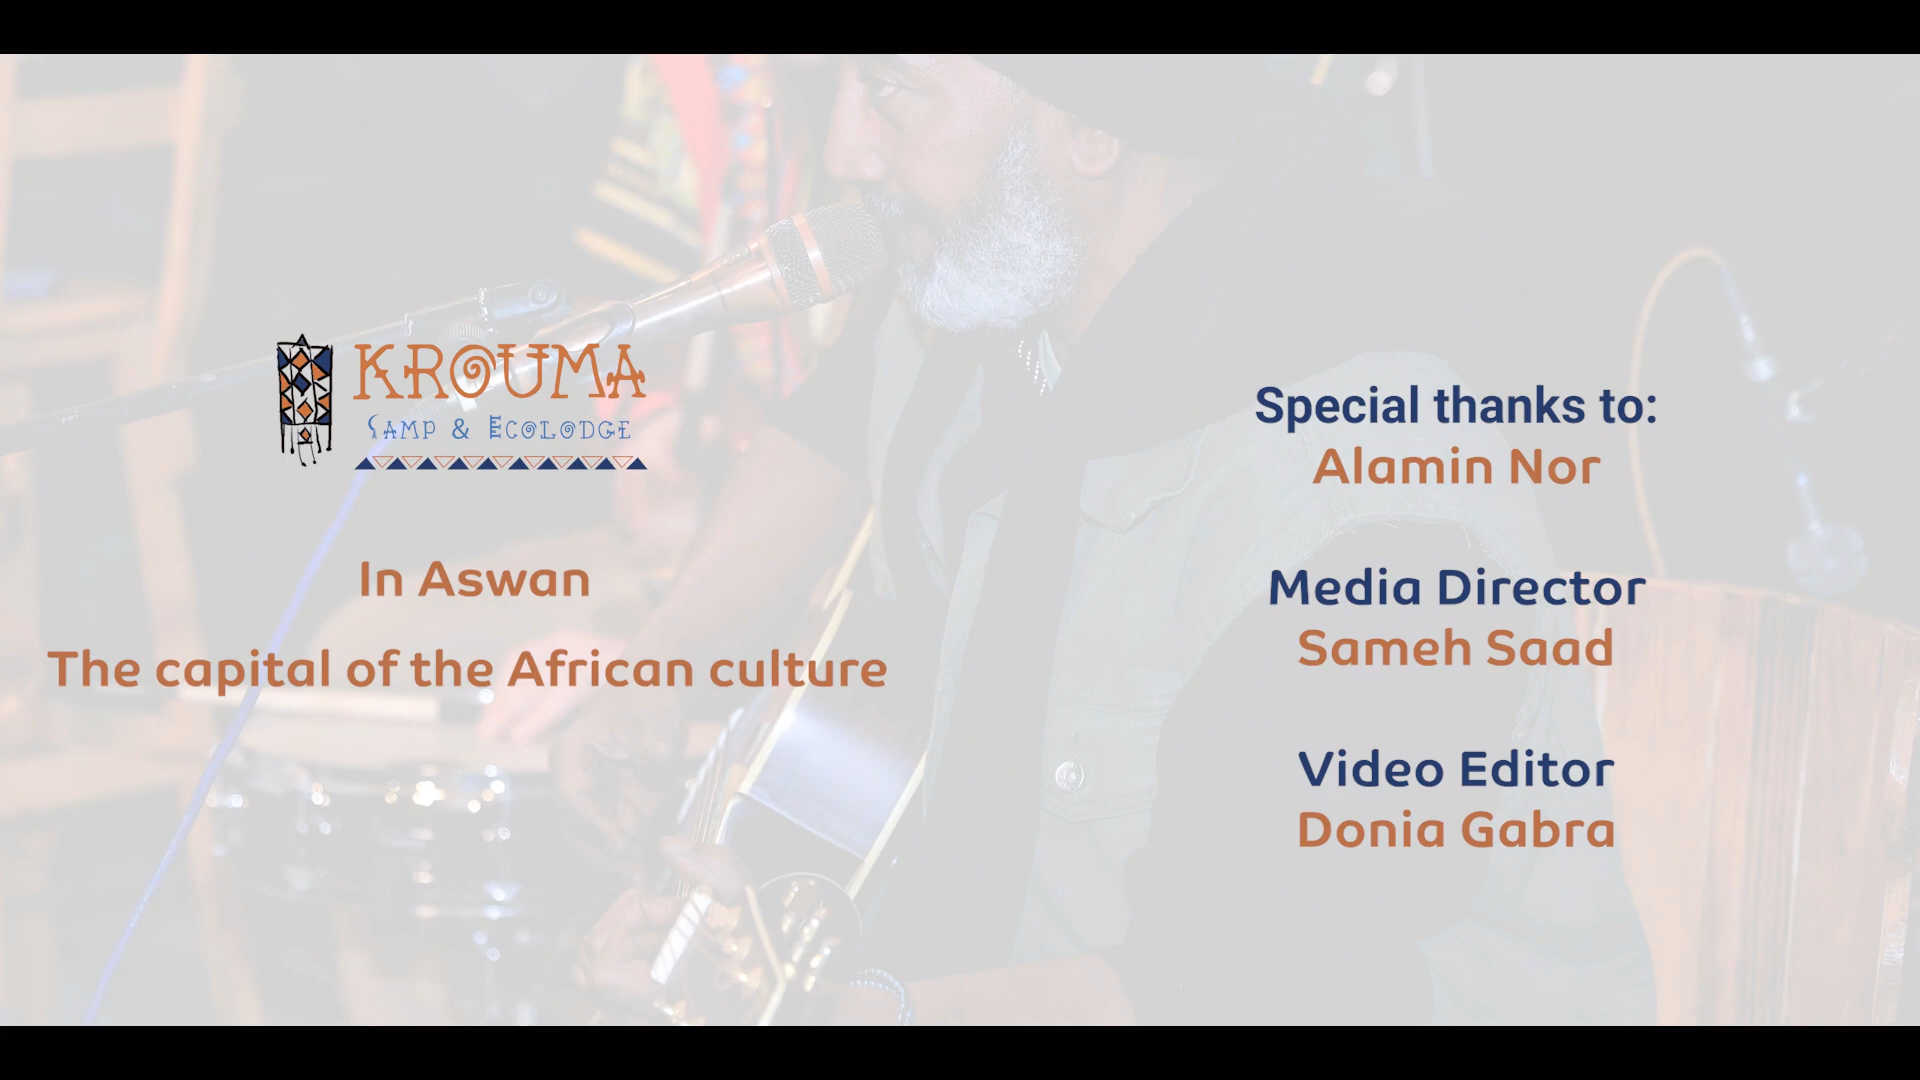 KROUMA
CAMP & ECOLODGE
In Aswan
The capital of the African culture
Special thanks to:
Alamin Nor
Media Director
Sameh Saad
Video Editor
Donia Gabra